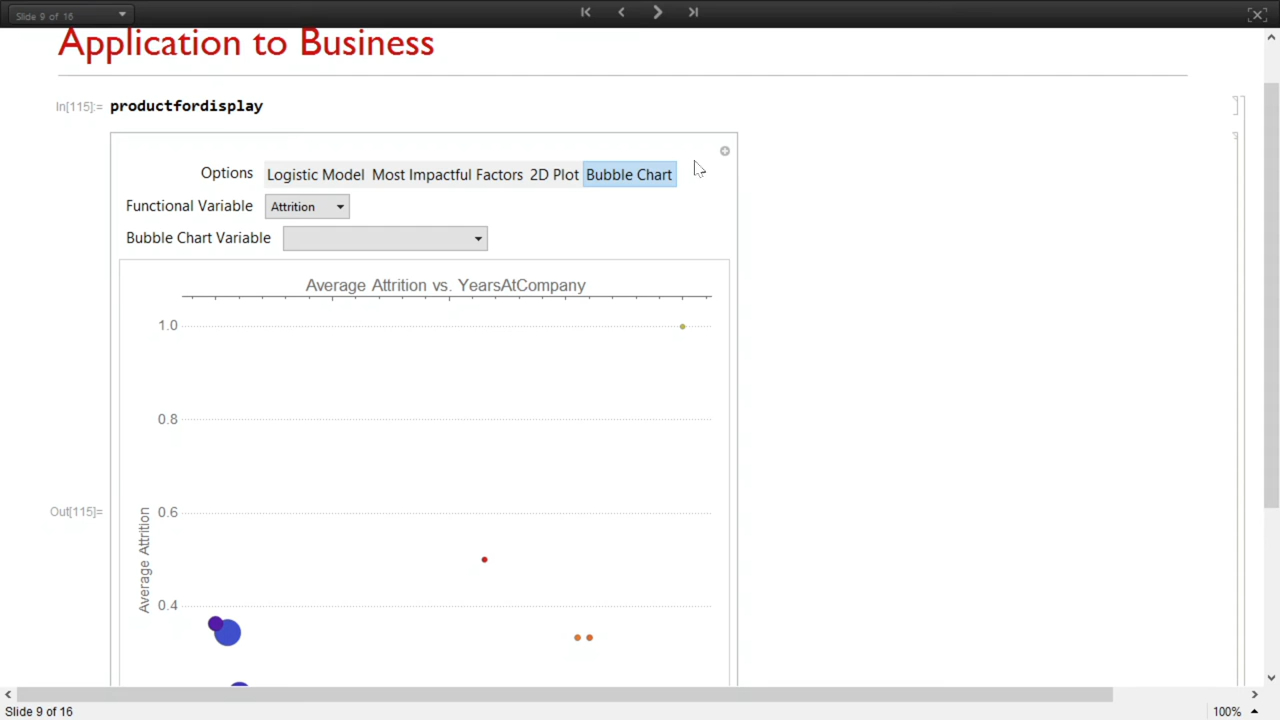 Slide 9 of 16
Application to Business
In[115]:= productfordisplay
Options Logistic Model Most Impactful Factors 2D Plot Bubble Chart
Functional Variable Attrition
Bubble Chart Variable
Average Attrition vs. YearsAtCompany
1.0
0.8
Out[115]=
0.6
Average Attrition
0.4
Slide 9 of 16
100%